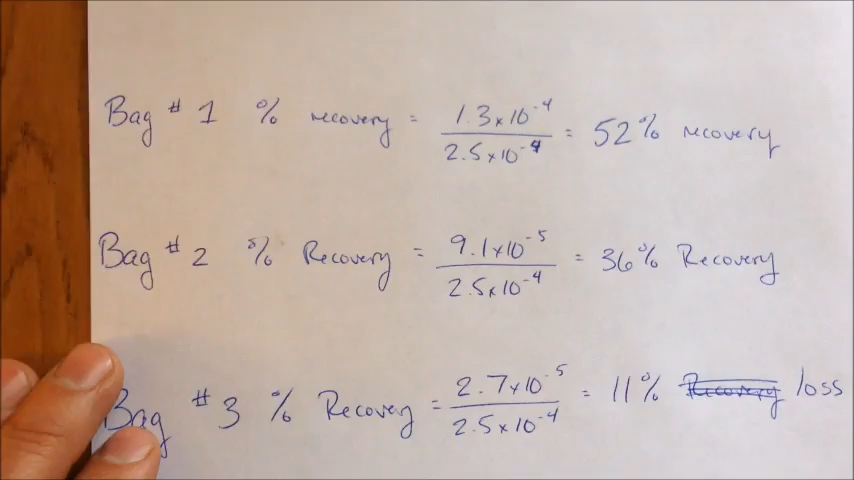 Bag # 1 % recovery = 1.3x10⁻⁴ / 2.5x10⁻⁴ = 52% recovery
Bag # 2 % Recovery = 9.1x10⁻⁵ / 2.5x10⁻⁴ = 36% Recovery
Bag # 3 % Recovery = 2.7x10⁻⁵ / 2.5x10⁻⁴ = 11% Recovery loss